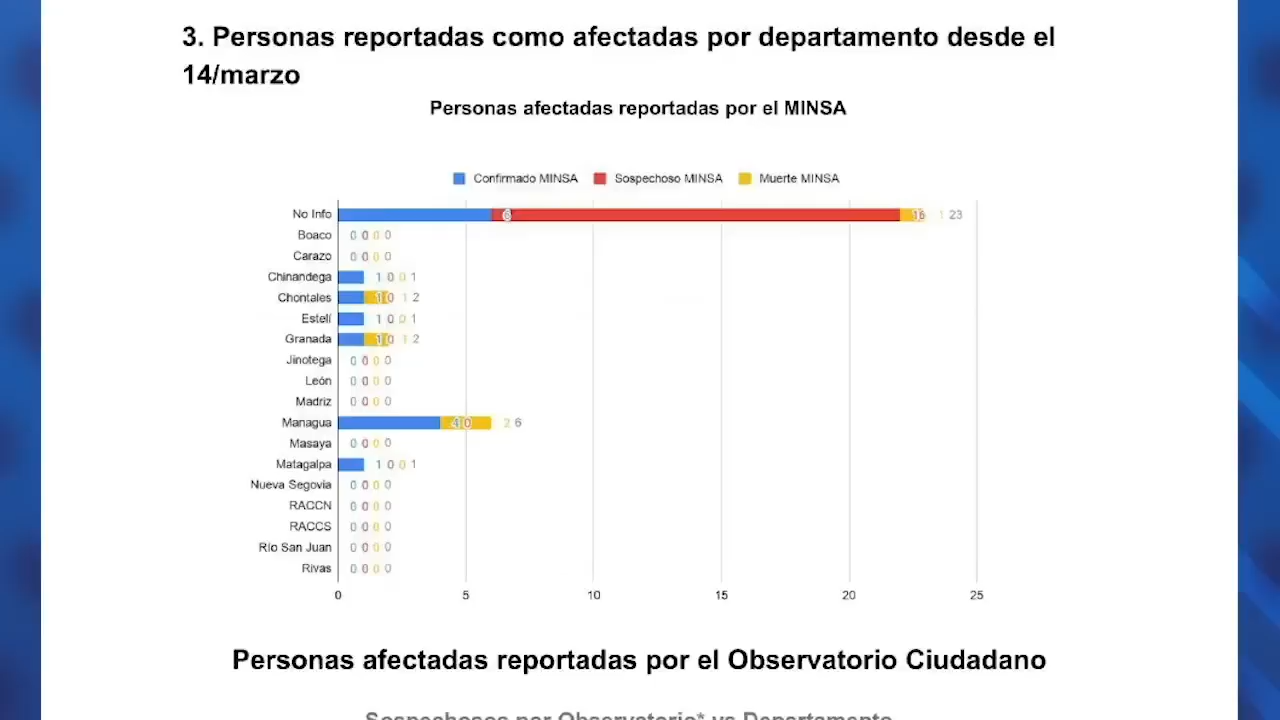 3. Personas reportadas como afectadas por departamento desde el
14/marzo
Personas afectadas reportadas por el MINSA
Confirmado MINSA Sospechoso MINSA Muerte MINSA
No Info 6 16 1 23
Boaco 0 0 0 0
Carazo 0 0 0 0
Chinandega 1 0 0 1
Chontales 1 0 1 2
Estelí 1 0 0 1
Granada 1 0 1 2
Jinotega 0 0 0 0
León 0 0 0 0
Madriz 0 0 0 0
Managua 4 0 2 6
Masaya 0 0 0 0
Matagalpa 1 0 0 1
Nueva Segovia 0 0 0 0
RACCN 0 0 0 0
RACCS 0 0 0 0
Río San Juan 0 0 0 0
Rivas 0 0 0 0
0 5 10 15 20 25
Personas afectadas reportadas por el Observatorio Ciudadano
Sospechosos por Observatorio* vs Departamento